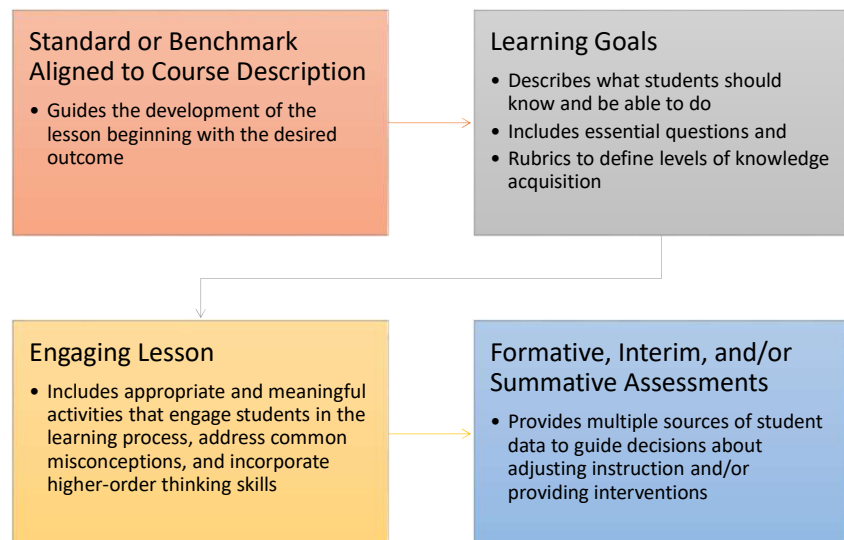 Standard or Benchmark
Aligned to Course Description
• Guides the development of the
lesson beginning with the desired
outcome
Learning Goals
• Describes what students should
know and be able to do
• Includes essential questions and
• Rubrics to define levels of knowledge
acquisition
Engaging Lesson
• Includes appropriate and meaningful
activities that engage students in the
learning process, address common
misconceptions, and incorporate
higher-order thinking skills
Formative, Interim, and/or
Summative Assessments
• Provides multiple sources of student
data to guide decisions about
adjusting instruction and/or
providing interventions